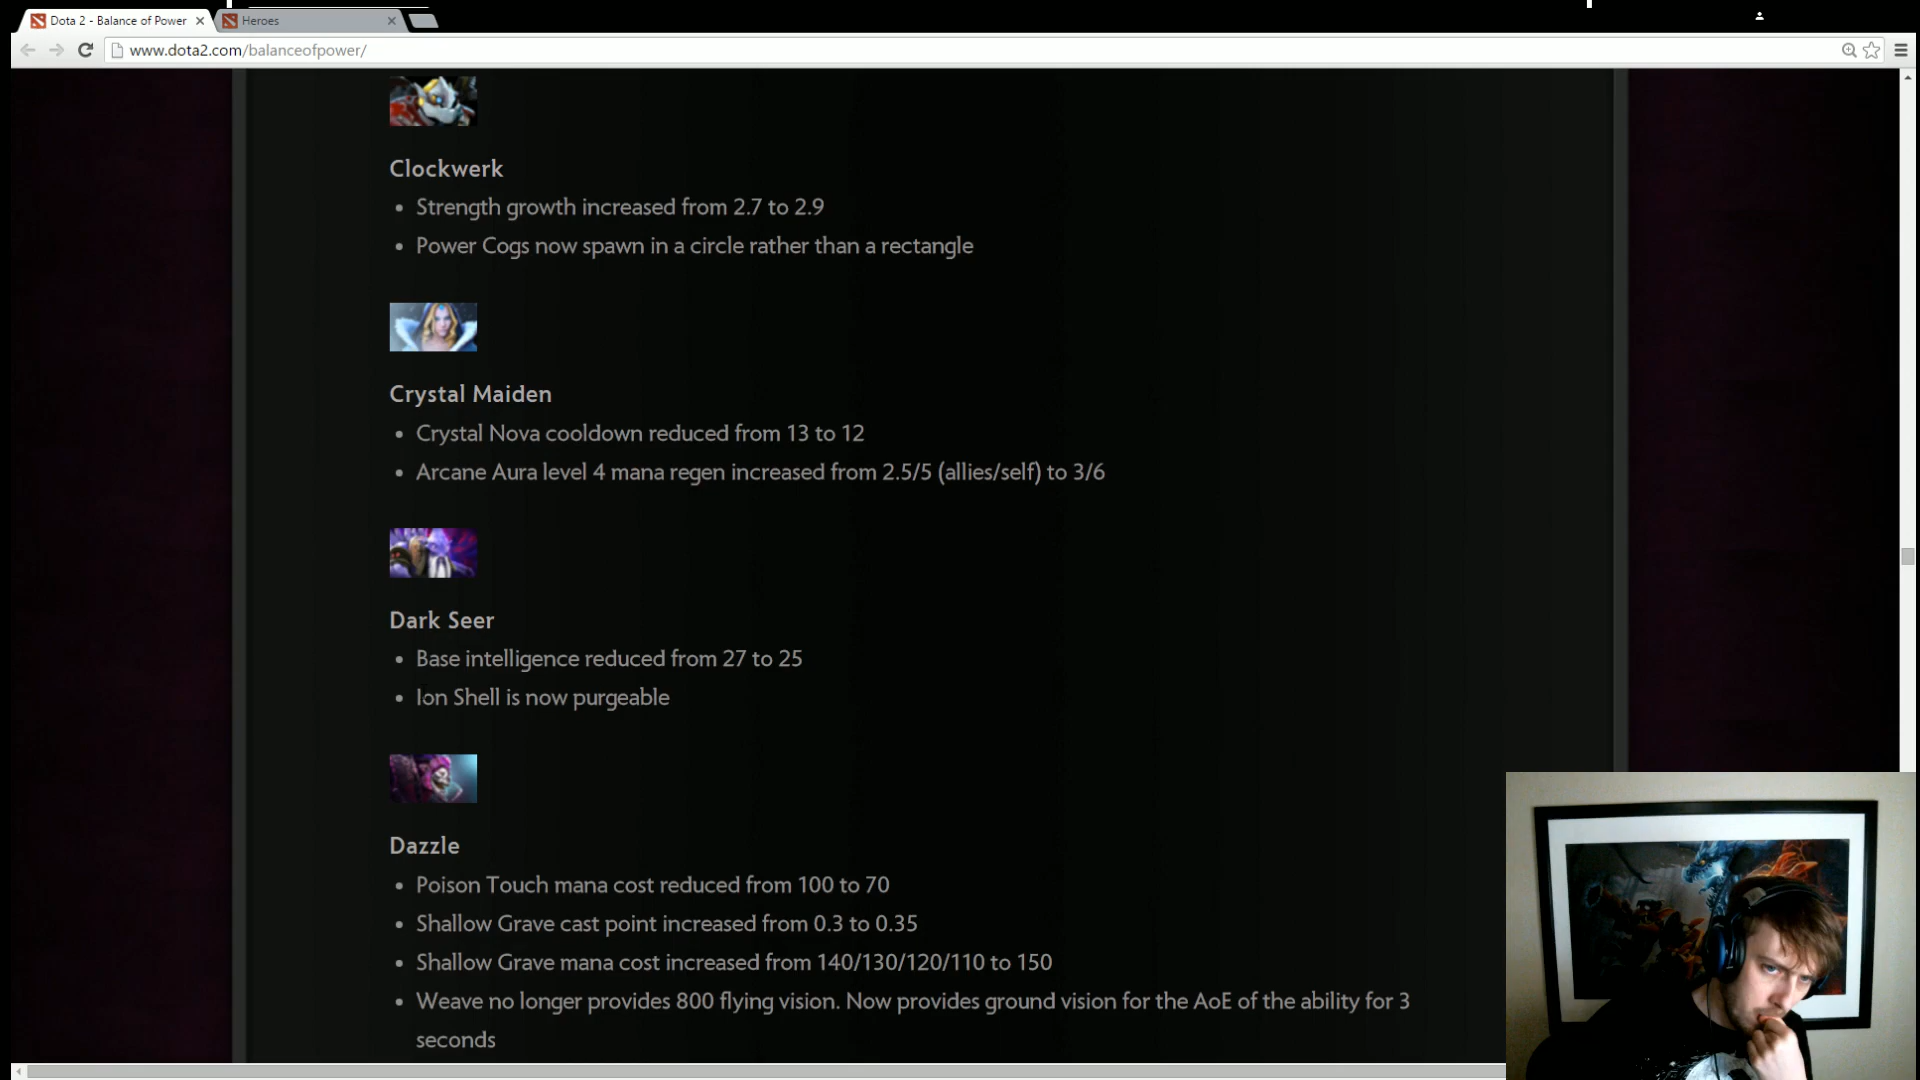 Dota 2 - Balance of Power
Heroes
www.dota2.com/balanceofpower/
Clockwerk
• Strength growth increased from 2.7 to 2.9
• Power Cogs now spawn in a circle rather than a rectangle
Crystal Maiden
• Crystal Nova cooldown reduced from 13 to 12
• Arcane Aura level 4 mana regen increased from 2.5/5 (allies/self) to 3/6
Dark Seer
• Base intelligence reduced from 27 to 25
• Ion Shell is now purgeable
Dazzle
• Poison Touch mana cost reduced from 100 to 70
• Shallow Grave cast point increased from 0.3 to 0.35
• Shallow Grave mana cost increased from 140/130/120/110 to 150
• Weave no longer provides 800 flying vision. Now provides ground vision for the AoE of the ability for 3
seconds